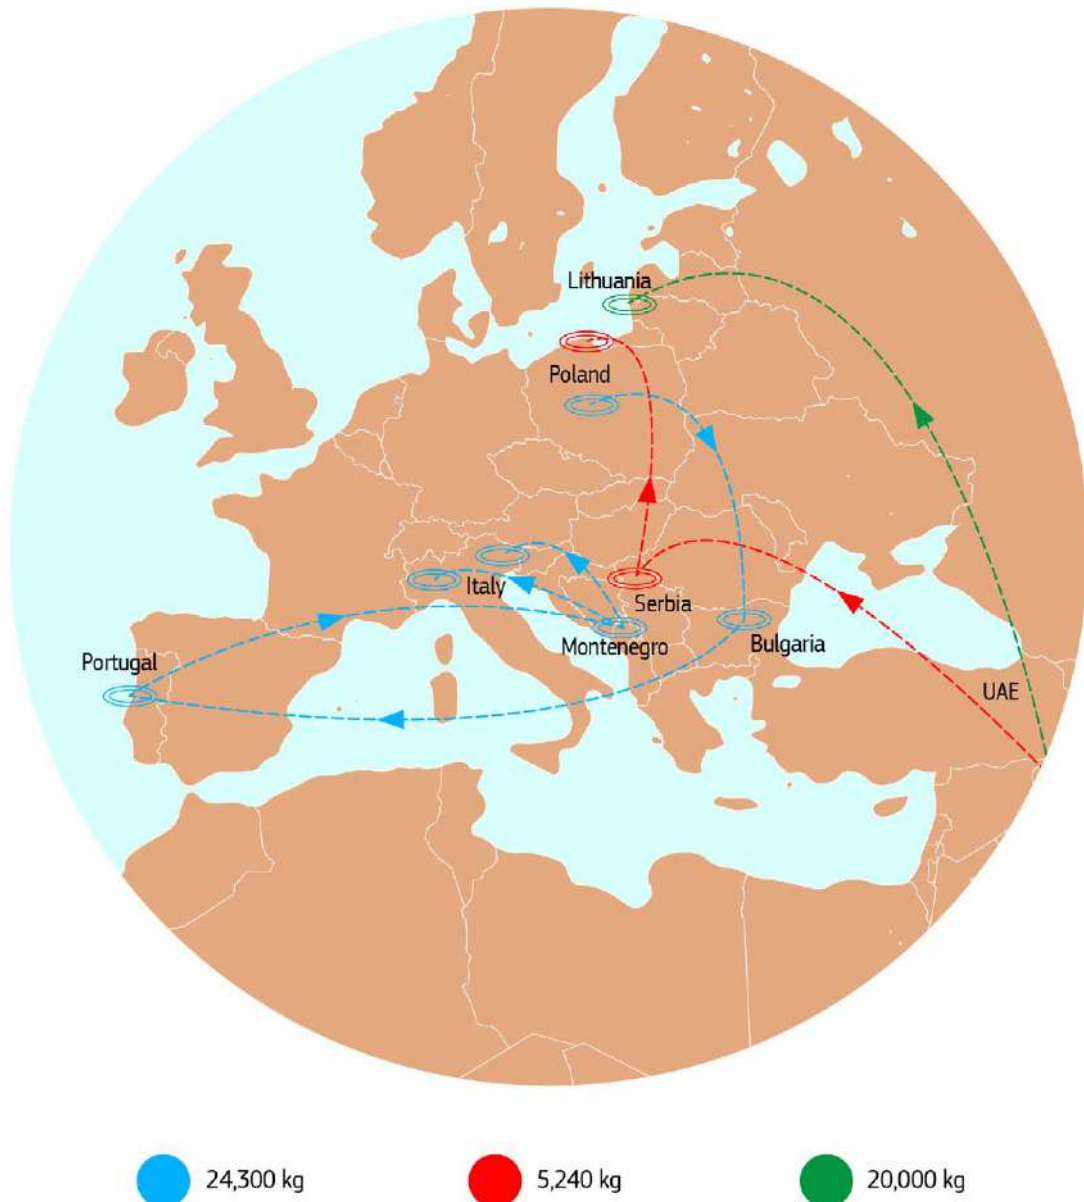 Lithuania
Poland
Italy
Serbia
Montenegro
Bulgaria
Portugal
UAE
24,300 kg
5,240 kg
20,000 kg